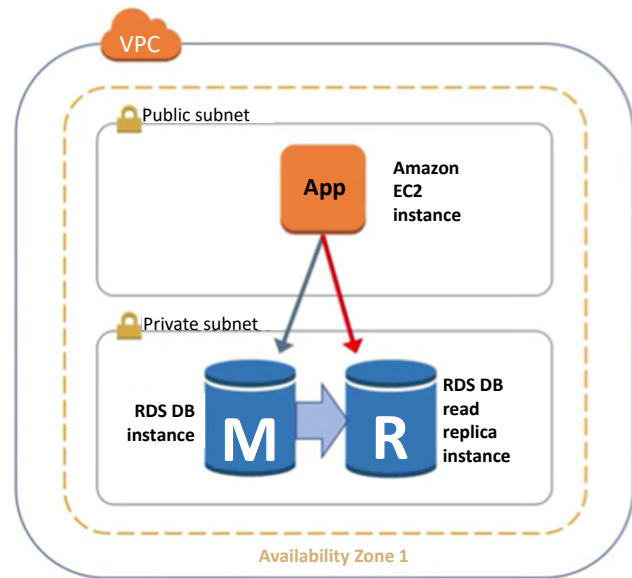 VPC
Public subnet
App
Amazon
EC2
instance
Private subnet
RDS DB
instance
M
R
RDS DB
read
replica
instance
Availability Zone 1